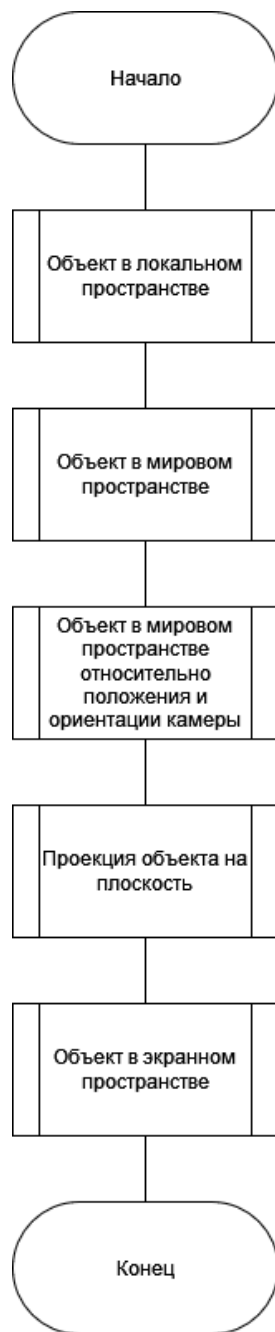 Начало
Объект в локальном
пространстве
Объект в мировом
пространстве
Объект в мировом
пространстве
относительно
положения и
ориентации камеры
Проекция объекта на
плоскость
Объект в экранном
пространстве
Конец